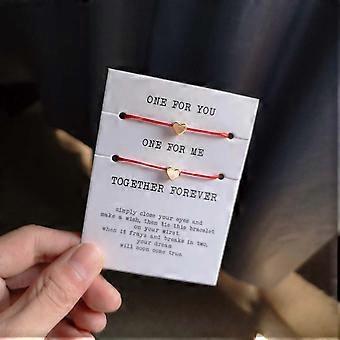 ONE FOR YOU
ONE FOR ME
TOGETHER FOREVER
simply close your eyes and
make a wish, then tie this bracelet
on your wirst
when it frays and breaks in two,
your dream
will soon come true